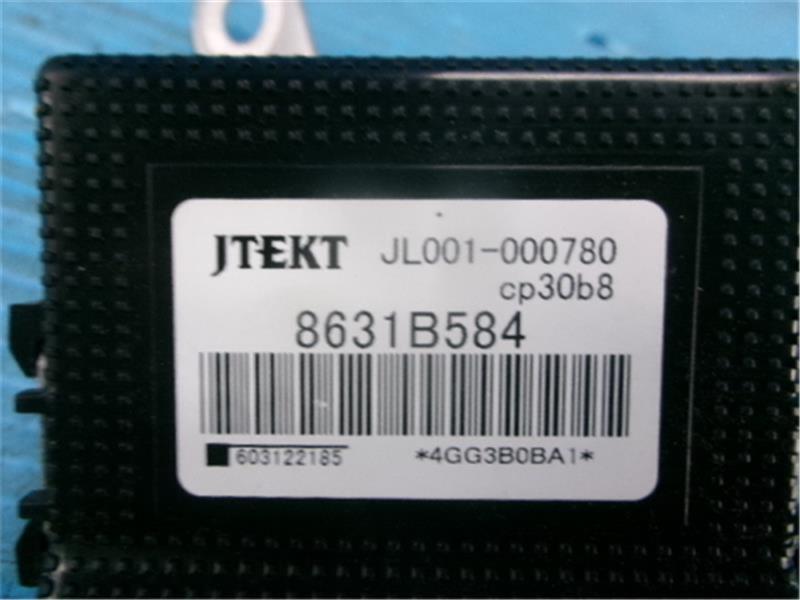 JTEKT JL001-000780
cp30b8
8631B584
603122185 *4GG3B0BA1*